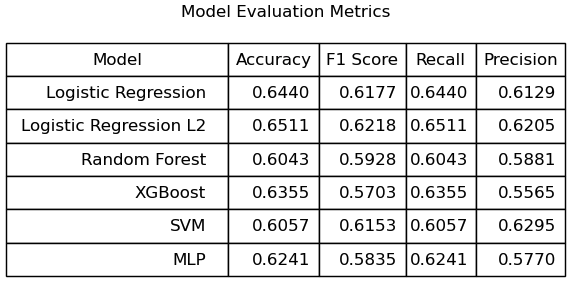 Model Evaluation Metrics
Model Accuracy F1 Score Recall Precision
Logistic Regression 0.6440 0.6177 0.6440 0.6129
Logistic Regression L2 0.6511 0.6218 0.6511 0.6205
Random Forest 0.6043 0.5928 0.6043 0.5881
XGBoost 0.6355 0.5703 0.6355 0.5565
SVM 0.6057 0.6153 0.6057 0.6295
MLP 0.6241 0.5835 0.6241 0.5770